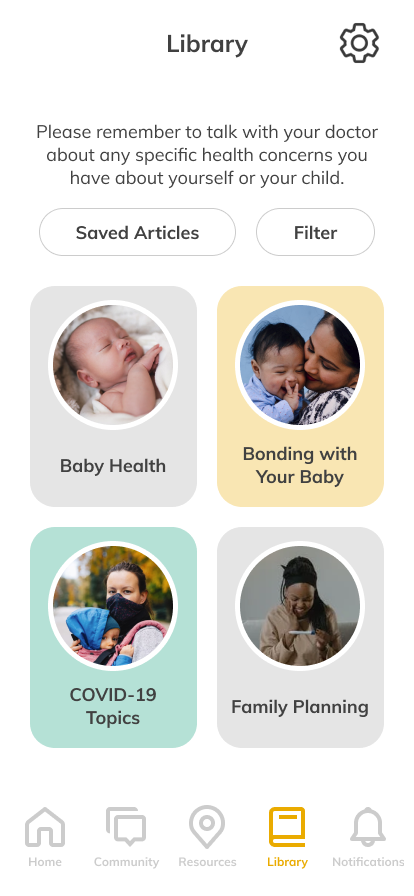 Library
Please remember to talk with your doctor
about any specific health concerns you
have about yourself or your child.
Saved Articles
Filter
Baby Health
Bonding with
Your Baby
COVID-19
Topics
Family Planning
Home
Community
Resources
Library
Notifications